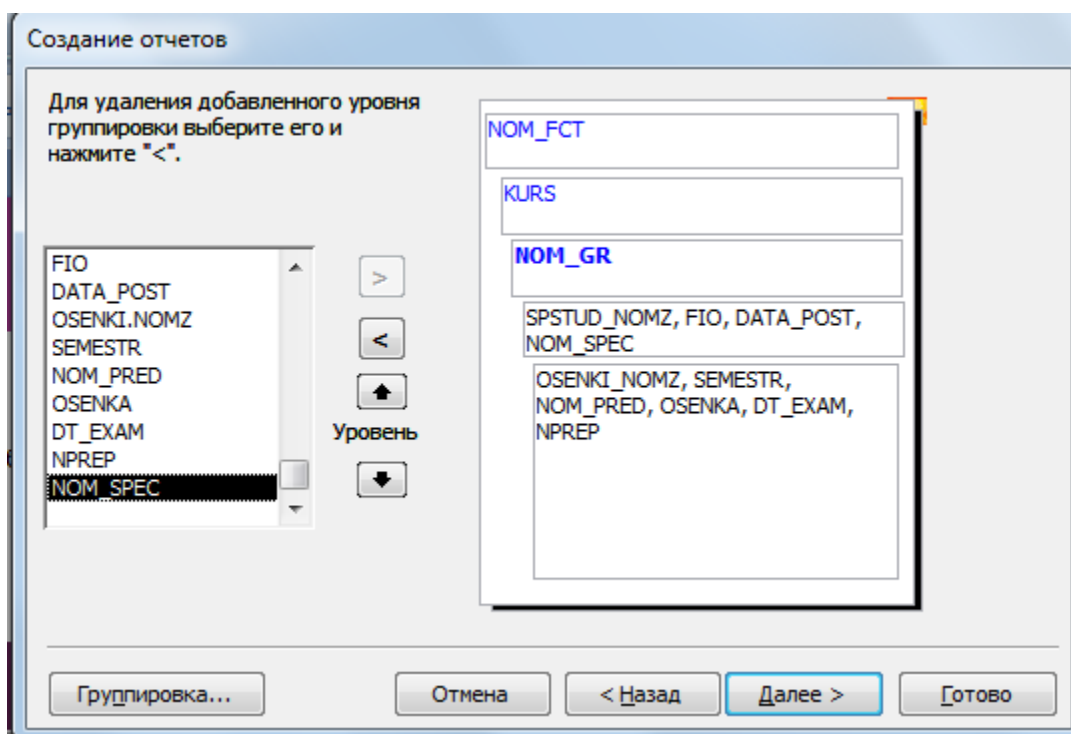 Создание отчетов
Для удаления добавленного уровня
группировки выберите его и
нажмите "<".
FIO
DATA_POST
OSENKI.NOMZ
SEMESTR
NOM_PRED
OSENKA
DT_EXAM
NPREP
NOM_SPEC
>
<
Уровень
NOM_FCT
KURS
NOM_GR
SPSTUD_NOMZ, FIO, DATA_POST,
NOM_SPEC
OSENKI_NOMZ, SEMESTR,
NOM_PRED, OSENKA, DT_EXAM,
NPREP
Группировка...
Отмена
< Назад
Далее >
Готово